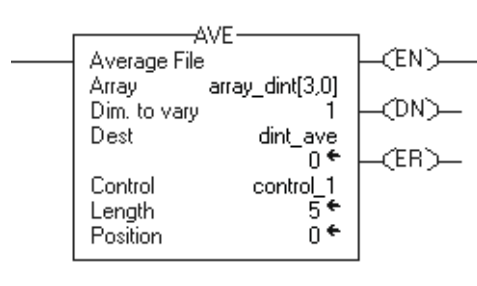 AVE
Average File
(EN)
Array array_dint[3,0]
Dim. to vary 1
(DN)
Dest dint_ave
0
(ER)
Control control_1
Length 5
Position 0